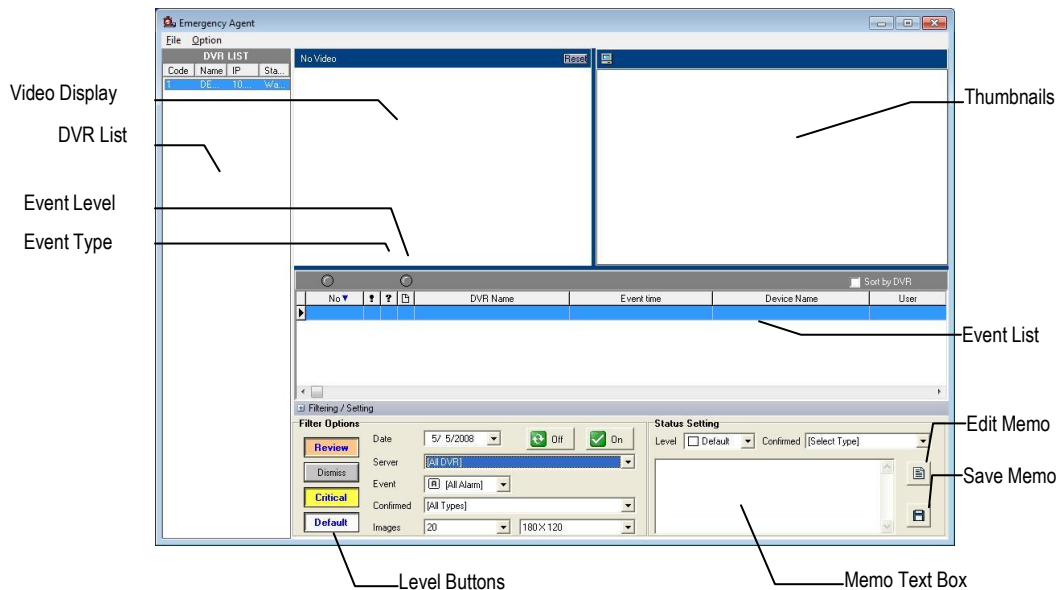 Emergency Agent
File Option
DVR LIST
No Video Reset
Code Name IP Sta...
1 DE... 10.... Wa...
Video Display
Thumbnails
DVR List
Event Level
Event Type
Sort by DVR
No ! ? DVR Name Event time Device Name User
Event List
Filtering / Setting
Filter Options
Status Setting
Edit Memo
Review Date 5/ 5/2008 Off On
Level Default Confirmed [Select Type]
Server [All DVR]
Dismiss
Save Memo
Event [All Alarm]
Critical
Confirmed [All Types]
Default
Images 20 180 X 120
Level Buttons
Memo Text Box